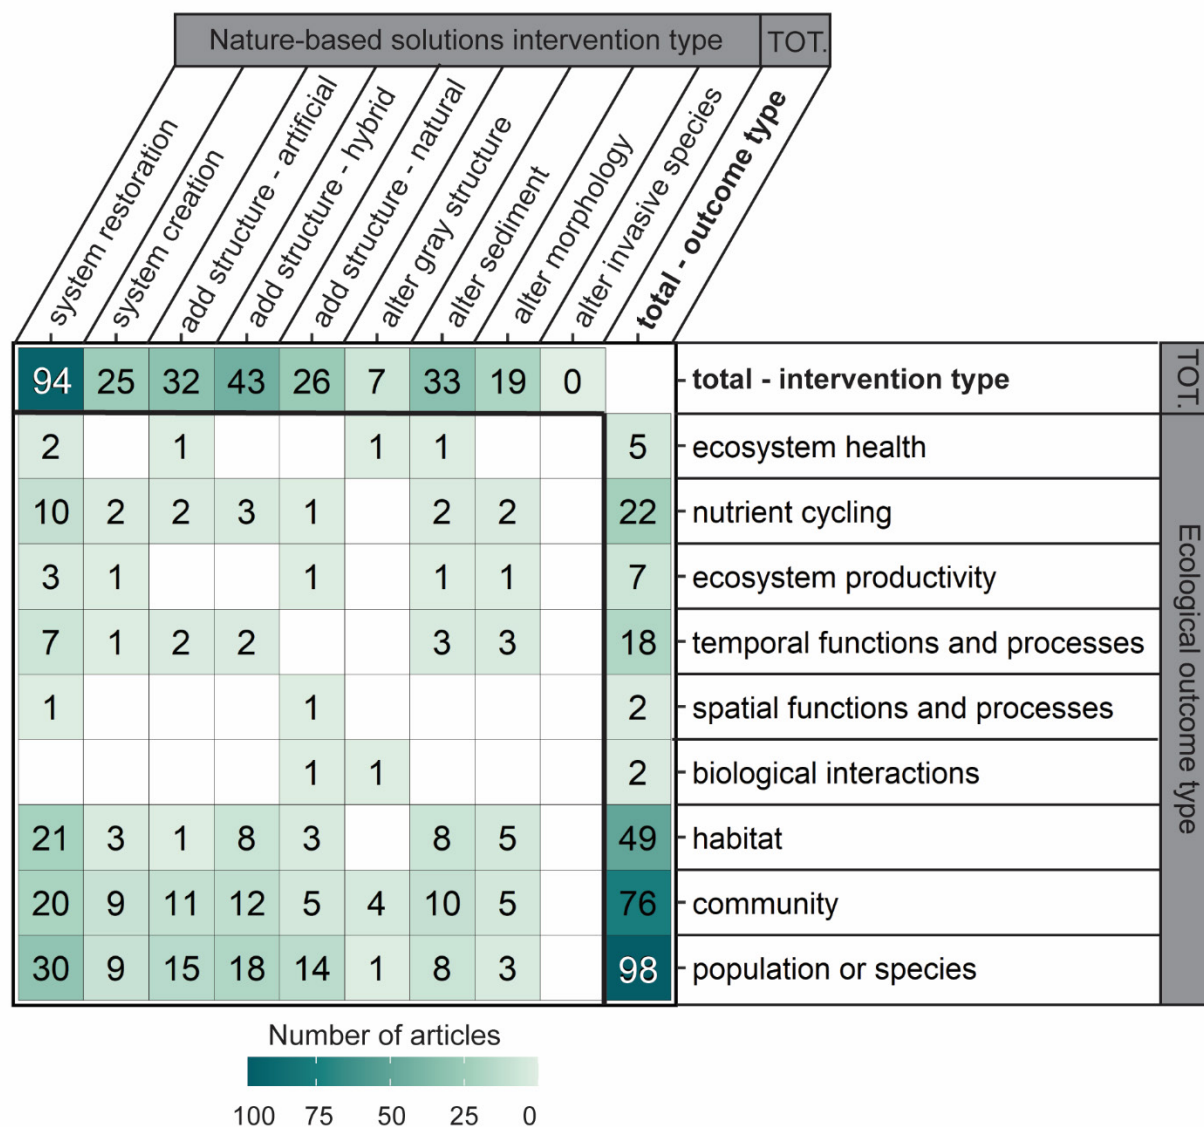 Nature-based solutions intervention type TOT.
system restoration
system creation
add structure - artificial
add structure - hybrid
add structure - natural
alter gray structure
alter sediment
alter morphology
alter invasive species
total - outcome type
94 25 32 43 26 7 33 19 0 total - intervention type TOT.
2 1 1 1 5 ecosystem health
10 2 2 3 1 2 2 22 nutrient cycling
3 1 1 1 1 7 ecosystem productivity
7 1 2 2 3 3 18 temporal functions and processes
1 1 2 spatial functions and processes
1 1 2 biological interactions
21 3 1 8 3 8 5 49 habitat
20 9 11 12 5 4 10 5 76 community
30 9 15 18 14 1 8 3 98 population or species
Ecological outcome type
Number of articles
100 75 50 25 0